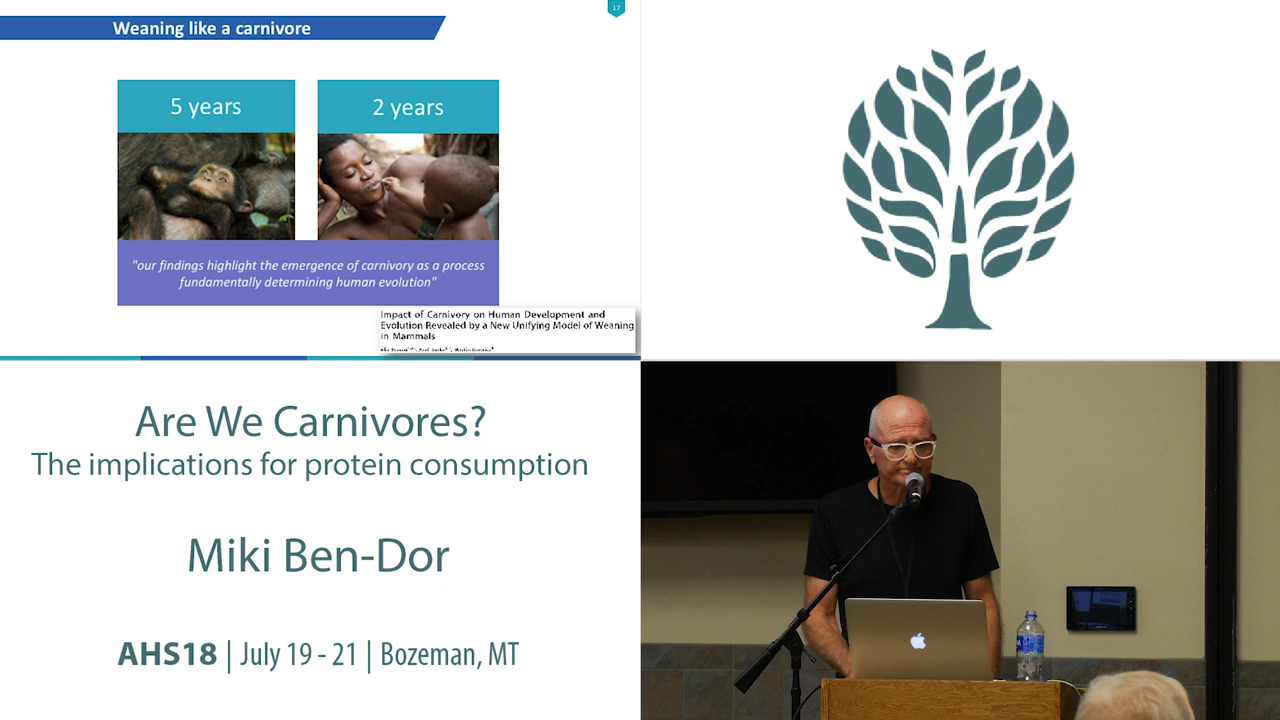 17
Weaning like a carnivore
5 years
2 years
"our findings highlight the emergence of carnivory as a process
fundamentally determining human evolution"
Impact of Carnivory on Human Development and
Evolution Revealed by a New Unifying Model of Weaning
in Mammals
Are We Carnivores?
The implications for protein consumption
Miki Ben-Dor
AHS18 | July 19 - 21 | Bozeman, MT